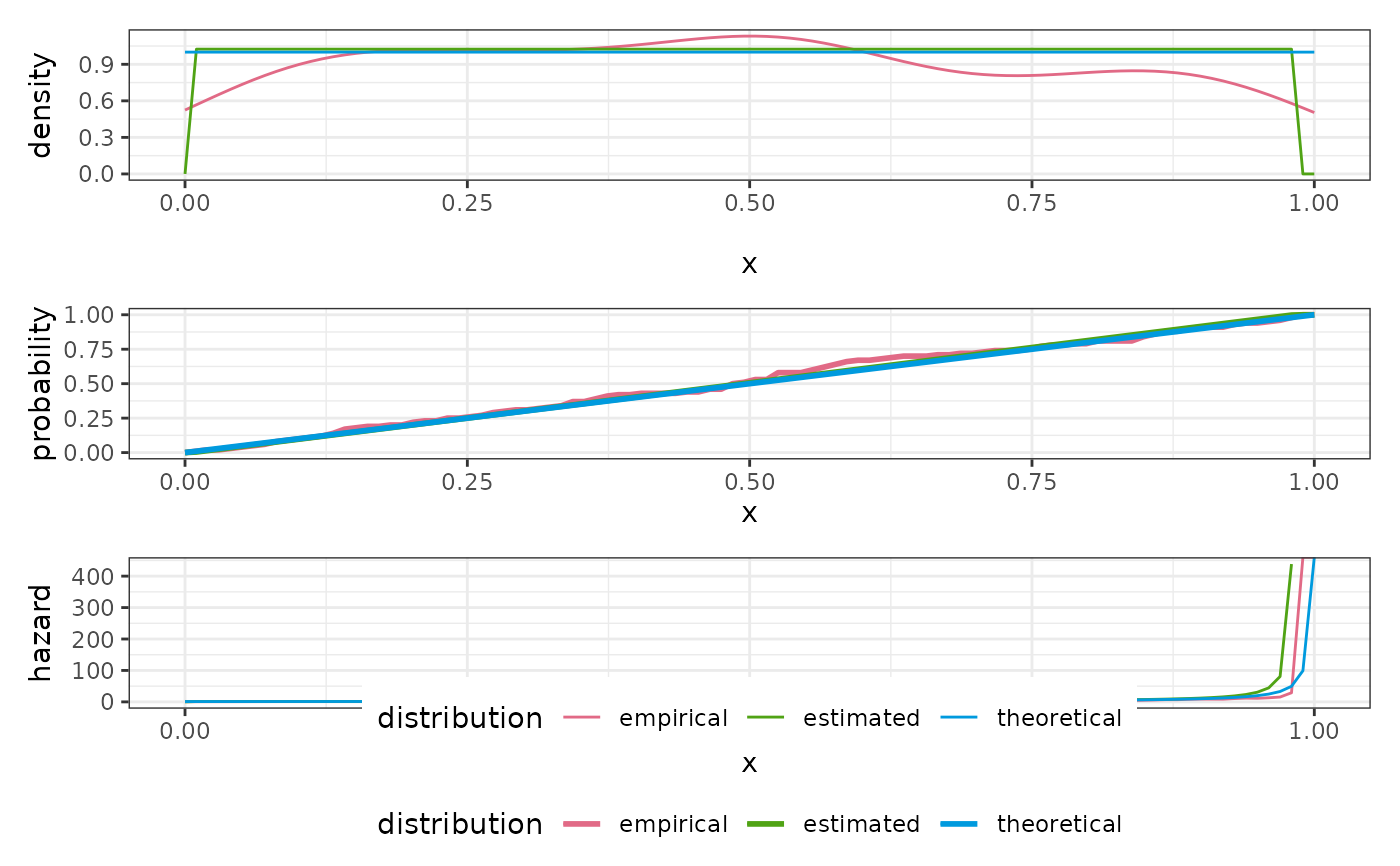 density
0.9
0.6
0.3
0.0
0.00 0.25 0.50 0.75 1.00
x
probability
1.00
0.75
0.50
0.25
0.00
0.00 0.25 0.50 0.75 1.00
x
hazard
400
300
200
100
0
distribution empirical estimated theoretical
0.00 1.00
x
distribution empirical estimated theoretical